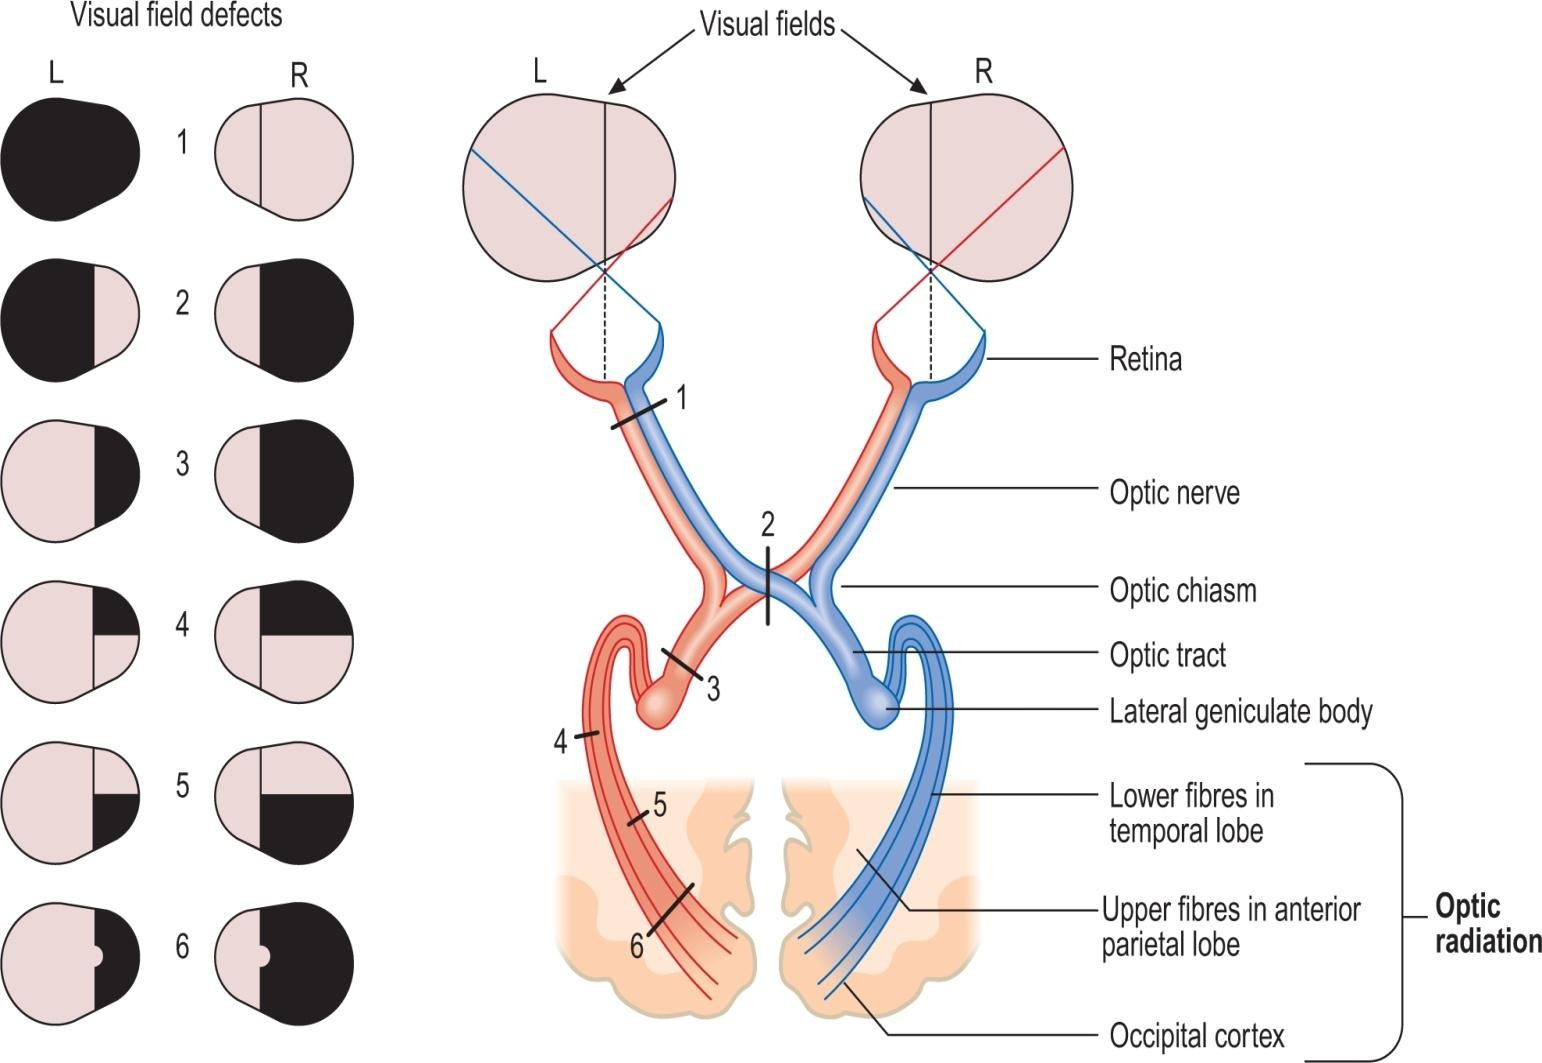 Visual field defects
L
R
1
2
3
4
5
6
Visual fields
L
R
1
2
3
4
5
6
Retina
Optic nerve
Optic chiasm
Optic tract
Lateral geniculate body
Lower fibres in
temporal lobe
Upper fibres in anterior
parietal lobe
Occipital cortex
Optic
radiation